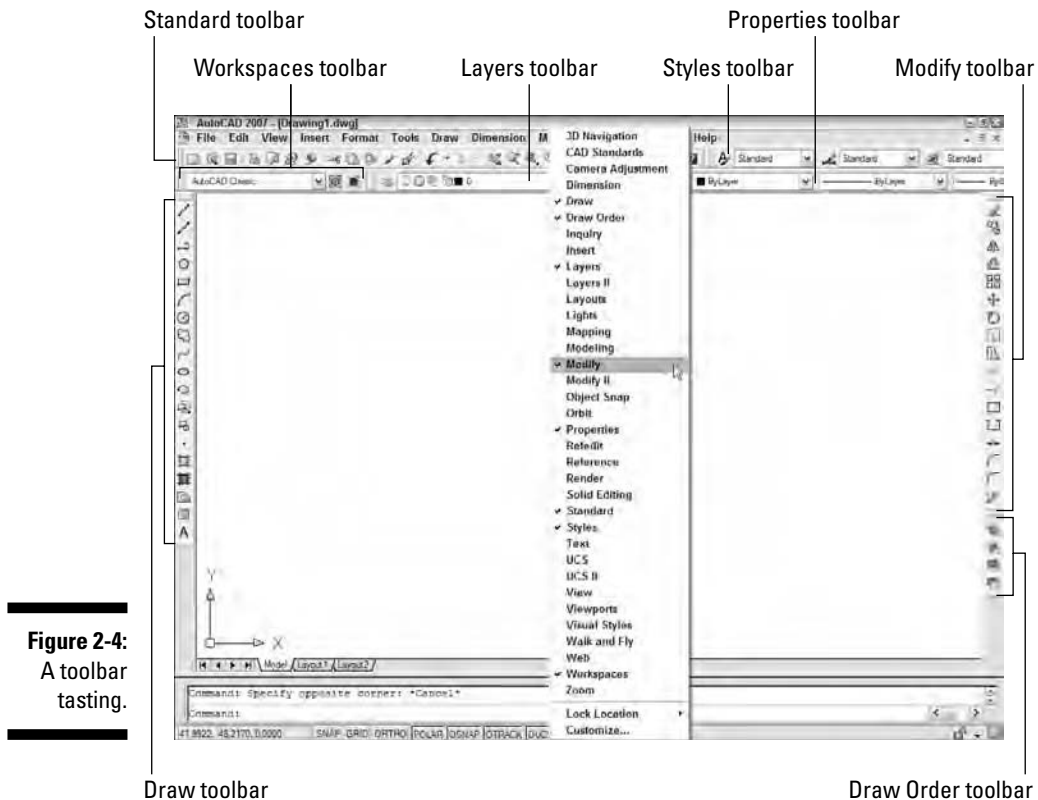 Standard toolbar
Properties toolbar
Workspaces toolbar
Layers toolbar
Styles toolbar
Modify toolbar
AutoCAD 2007 - [Drawing1.dwg]
File Edit View Insert Format Tools Draw Dimension M
Help
Standard
Standard
Standard
AutoCAD Classic
0
ByLayer
ByLayer
3D Navigation
CAD Standards
Camera Adjustment
Dimension
Draw
Draw Order
Inquiry
Insert
Layers
Layers II
Layouts
Lights
Mapping
Modeling
Modify
Modify II
Object Snap
Orbit
Properties
Refedit
Reference
Render
Solid Editing
Standard
Styles
Text
UCS
UCS II
View
Viewports
Visual Styles
Walk and Fly
Web
Workspaces
Zoom
Lock Location
Customize...
A
Y
X
Model Layout1 Layout2
Command: Specify opposite corner: *Cancel*
Command:
SNAP GRID ORTHO POLAR OSNAP OTRACK DUC
Figure 2-4:
A toolbar
tasting.
Draw toolbar
Draw Order toolbar